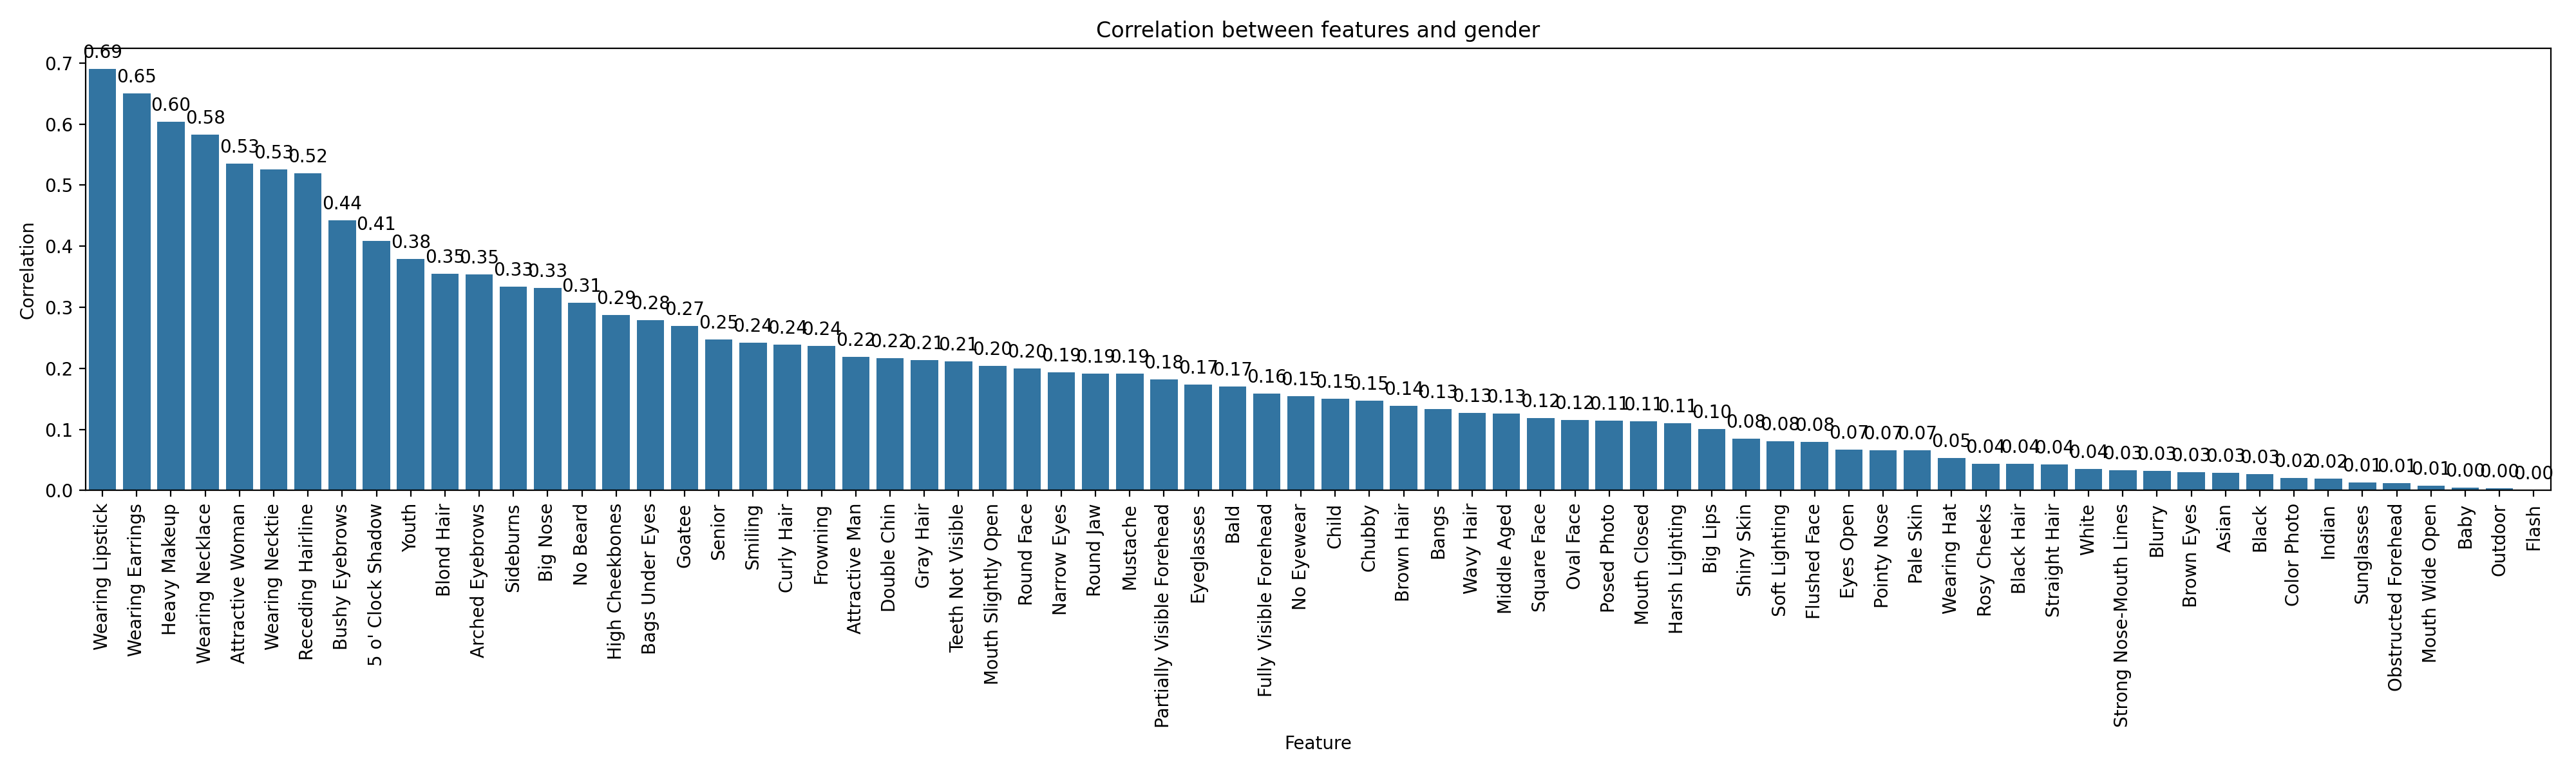 Correlation between features and gender
Correlation
0.7
0.6
0.5
0.4
0.3
0.2
0.1
0.0
0.69 0.65 0.60 0.58 0.53 0.53 0.52 0.44 0.41 0.38 0.35 0.35 0.33 0.33 0.31 0.29 0.28 0.27 0.25 0.24 0.24 0.24 0.22 0.22 0.21 0.21 0.20 0.20 0.19 0.19 0.19 0.18 0.17 0.17 0.16 0.15 0.15 0.15 0.14 0.13 0.13 0.13 0.12 0.12 0.11 0.11 0.11 0.10 0.08 0.08 0.08 0.07 0.07 0.07 0.05 0.04 0.04 0.04 0.04 0.03 0.03 0.03 0.03 0.03 0.02 0.02 0.01 0.01 0.01 0.00 0.00 0.00
Wearing Lipstick
Wearing Earrings
Heavy Makeup
Wearing Necklace
Attractive Woman
Wearing Necktie
Receding Hairline
Bushy Eyebrows
5 o' Clock Shadow
Youth
Blond Hair
Arched Eyebrows
Sideburns
Big Nose
No Beard
High Cheekbones
Bags Under Eyes
Goatee
Senior
Smiling
Curly Hair
Frowning
Attractive Man
Double Chin
Gray Hair
Teeth Not Visible
Mouth Slightly Open
Round Face
Narrow Eyes
Round Jaw
Mustache
Partially Visible Forehead
Eyeglasses
Bald
Fully Visible Forehead
No Eyewear
Child
Chubby
Brown Hair
Bangs
Wavy Hair
Middle Aged
Square Face
Oval Face
Posed Photo
Mouth Closed
Harsh Lighting
Big Lips
Shiny Skin
Soft Lighting
Flushed Face
Eyes Open
Pointy Nose
Pale Skin
Wearing Hat
Rosy Cheeks
Black Hair
Straight Hair
White
Strong Nose-Mouth Lines
Blurry
Brown Eyes
Asian
Black
Color Photo
Indian
Sunglasses
Obstructed Forehead
Mouth Wide Open
Baby
Outdoor
Flash
Feature